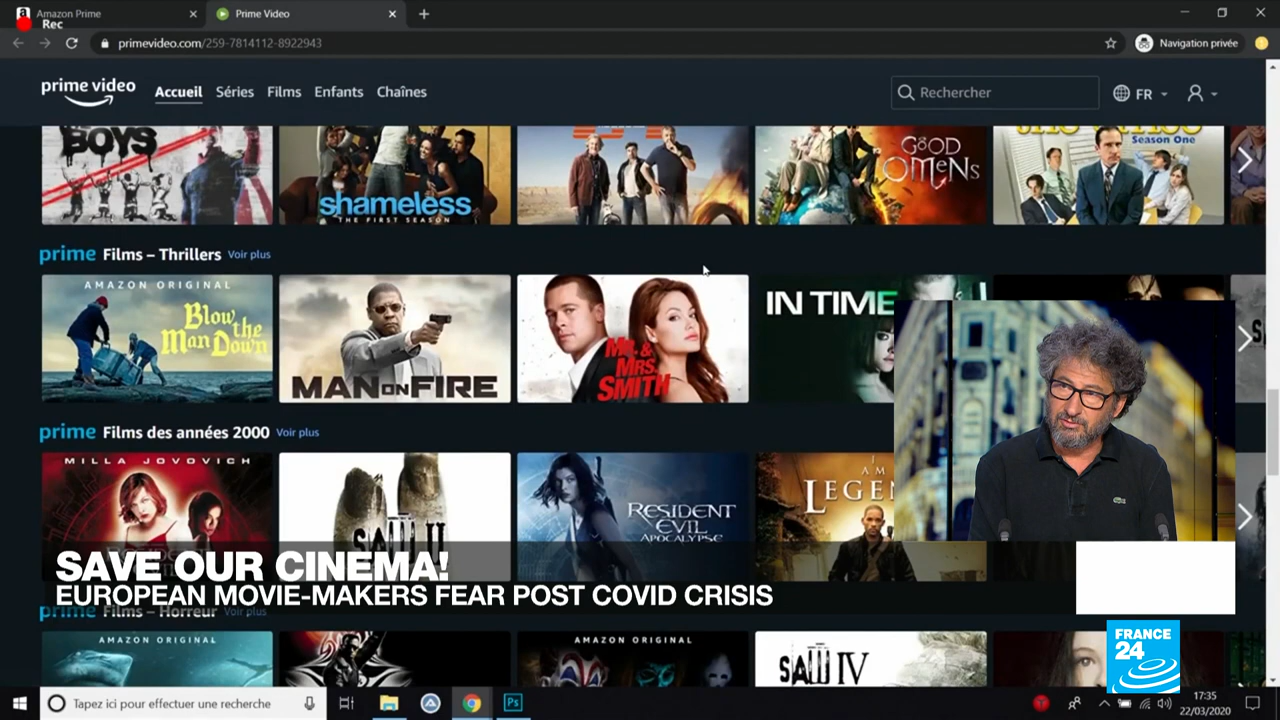 Amazon Prime
Prime Video
Rec
primevideo.com/259-7814112-8922943
Navigation privée
prime video
Accueil Séries Films Enfants Chaînes
Rechercher
FR
BOYS
shameless
THE FIRST SEASON
GOOD OMENS
Season One
prime Films – Thrillers Voir plus
AMAZON ORIGINAL
Blow the Man Down
MAN ON FIRE
MR. & MRS. SMITH
IN TIME
prime Films des années 2000 Voir plus
MILLA JOVOVICH
SAW II
RESIDENT EVIL
APOCALYPSE
I AM
LEGEN
SAVE OUR CINEMA!
EUROPEAN MOVIE-MAKERS FEAR POST COVID CRISIS
prime Films – Horreur Voir plus
AMAZON ORIGINAL
AMAZON ORIGINAL
SAW IV
FRANCE
24
Tapez ici pour effectuer une recherche
Ps
17:35
22/03/2020